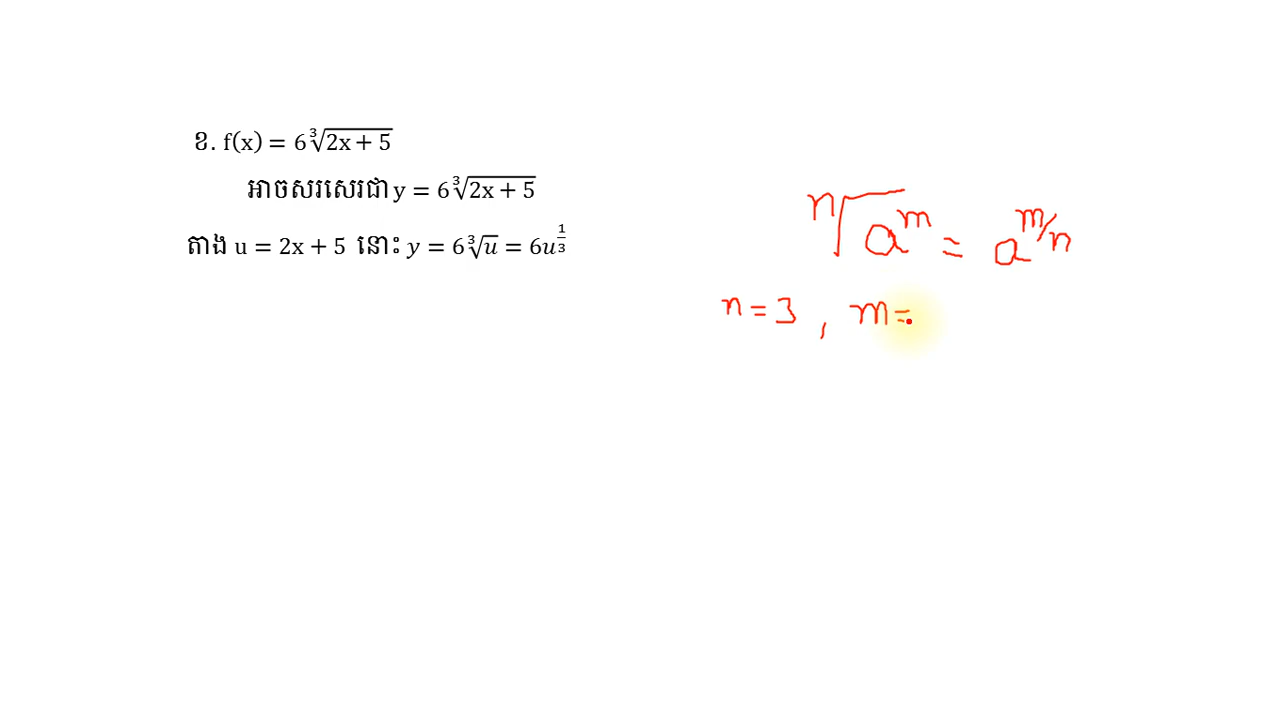 ខ. f(x) = 6∛(2x + 5)
អាចសរសេរជា y = 6∛(2x + 5)
តាង u = 2x + 5 នោះ y = 6∛u = 6u^(1/3)
ⁿ√(a^m) = a^(m/n)
n = 3 , m =